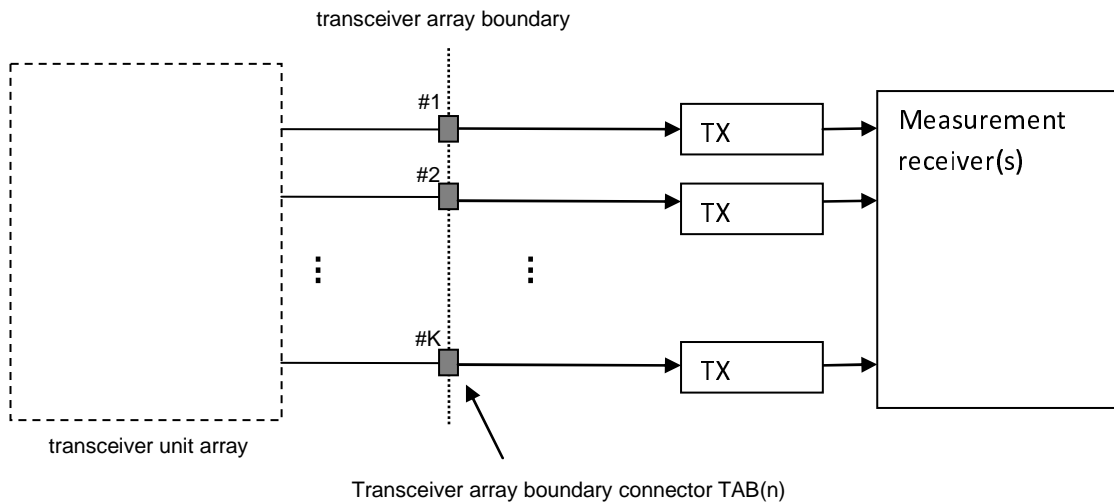 transceiver array boundary
#1
TX
Measurement
receiver(s)
#2
TX
#K
TX
transceiver unit array
Transceiver array boundary connector TAB(n)